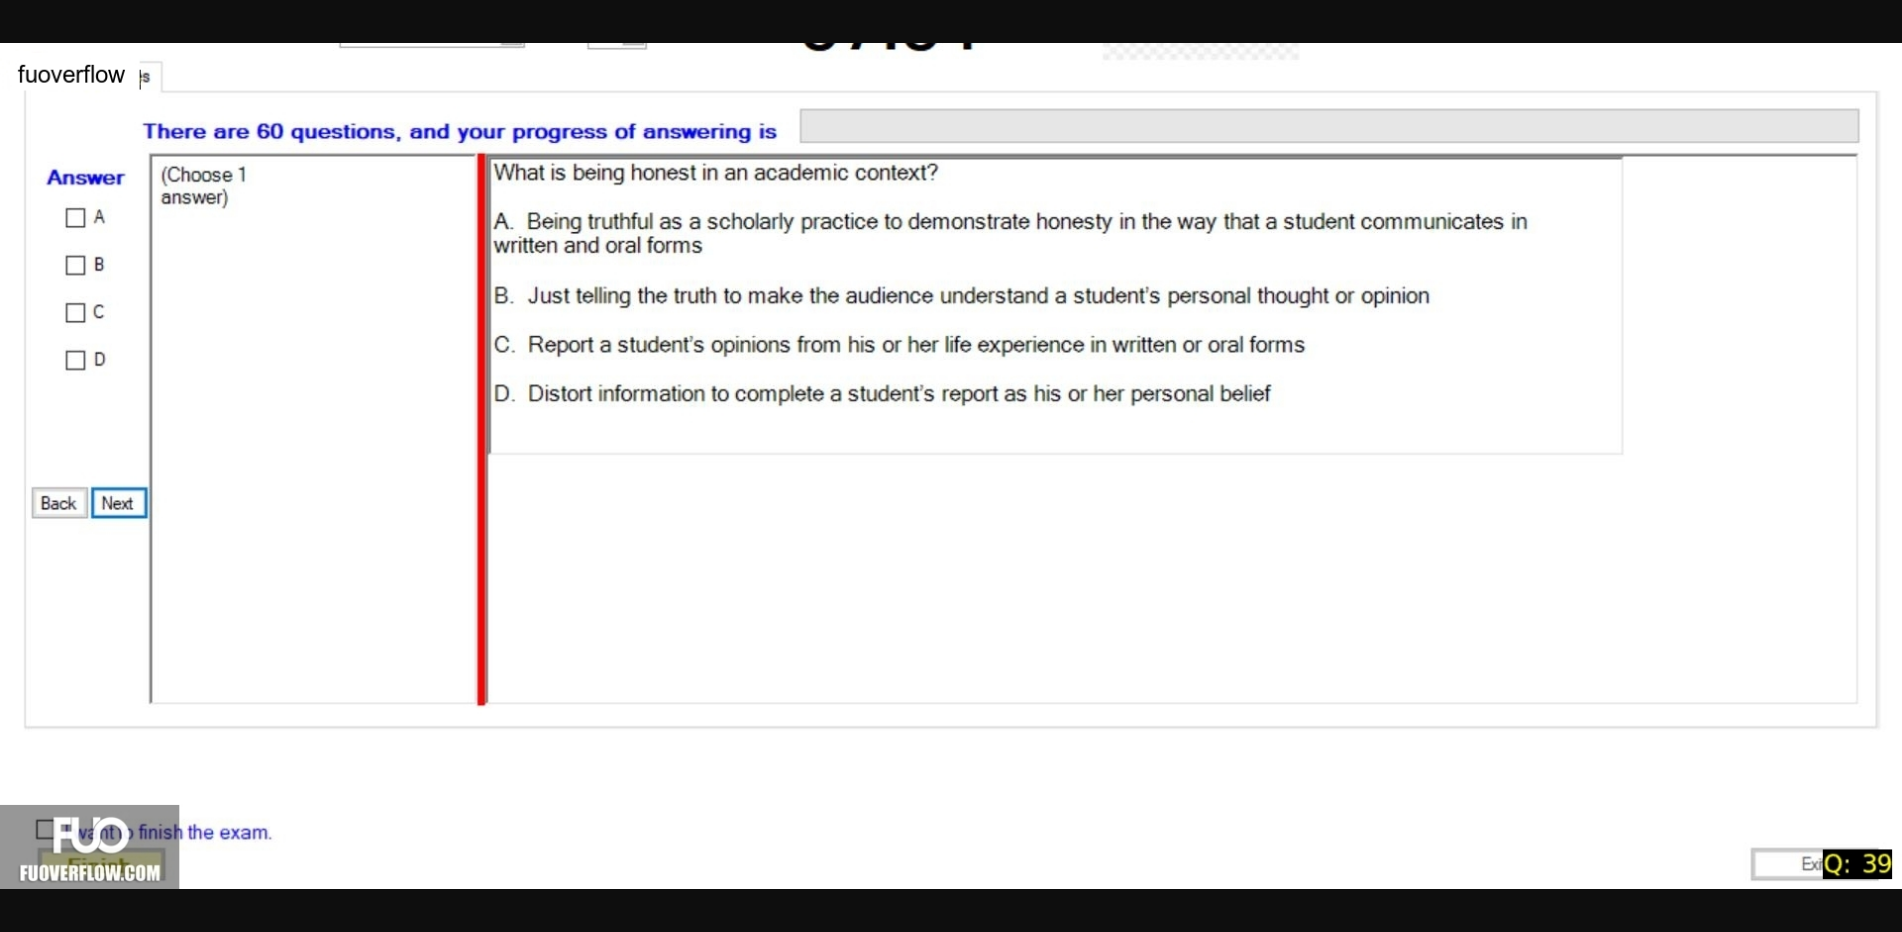 fuoverflow
There are 60 questions, and your progress of answering is
Answer
A
B
C
D
(Choose 1
answer)
What is being honest in an academic context?
A. Being truthful as a scholarly practice to demonstrate honesty in the way that a student communicates in
written and oral forms
B. Just telling the truth to make the audience understand a student's personal thought or opinion
C. Report a student's opinions from his or her life experience in written or oral forms
D. Distort information to complete a student's report as his or her personal belief
Back
Next
I want to finish the exam.
FUO
FUOVERFLOW.COM
Q: 39